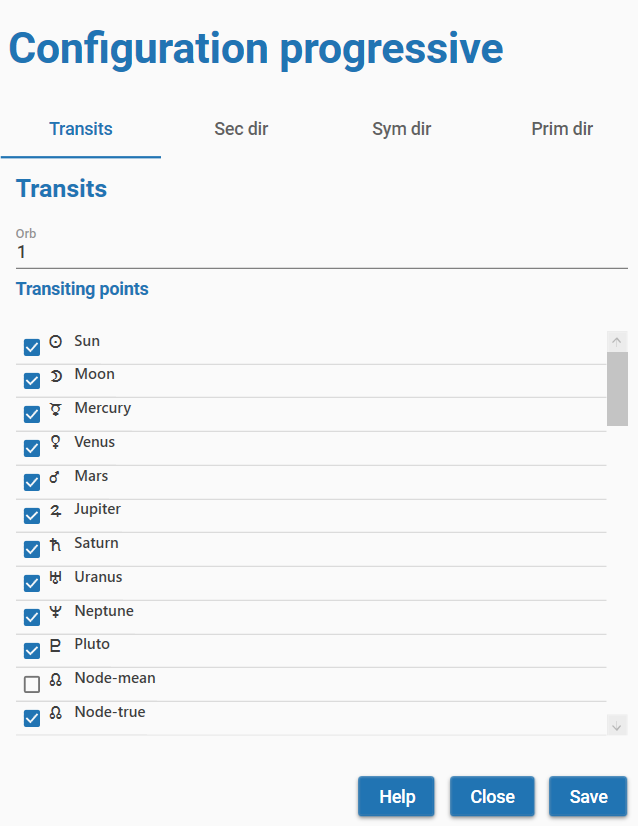 Configuration progressive
Transits Sec dir Sym dir Prim dir
Transits
Orb
1
Transiting points
☉ Sun
☽ Moon
☿ Mercury
♀ Venus
♂ Mars
♃ Jupiter
♄ Saturn
♅ Uranus
♆ Neptune
♇ Pluto
☊ Node-mean
☊ Node-true
Help Close Save